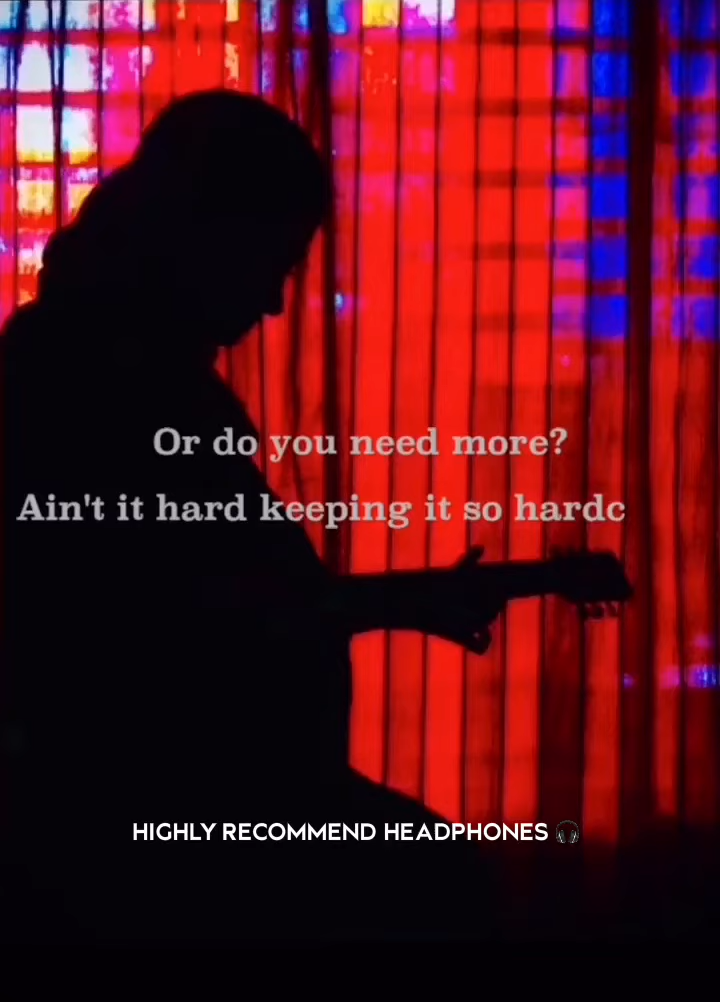 Or do you need more?
Ain't it hard keeping it so hardc
HIGHLY RECOMMEND HEADPHONES 🎧